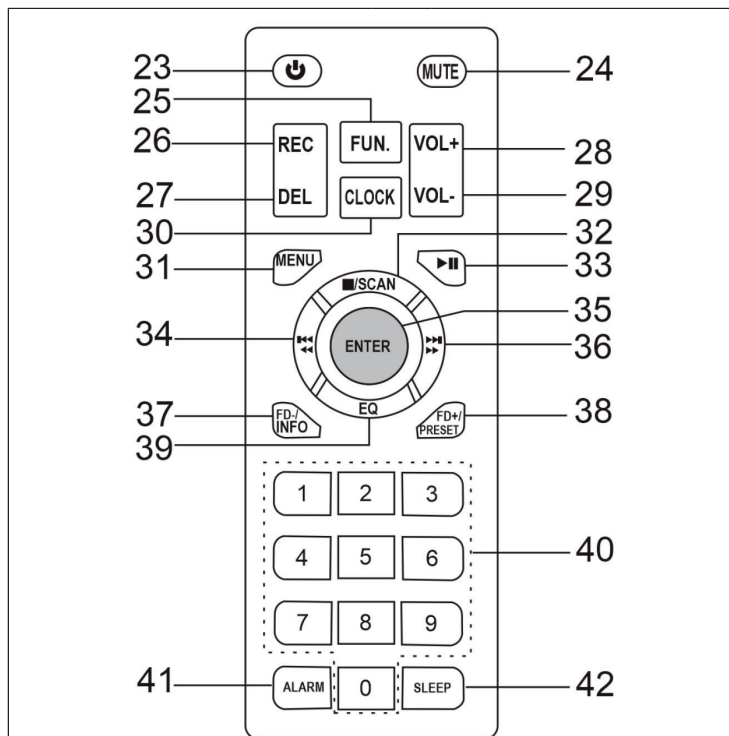 23 MUTE 24
25
26 REC FUN. VOL+ 28
27 DEL CLOCK VOL- 29
30 32
31 MENU 33
■/SCAN
34 ENTER 35
36
37 FD-/INFO EQ FD+/PRESET 38
39
1 2 3
4 5 6 40
7 8 9
41 ALARM 0 SLEEP 42